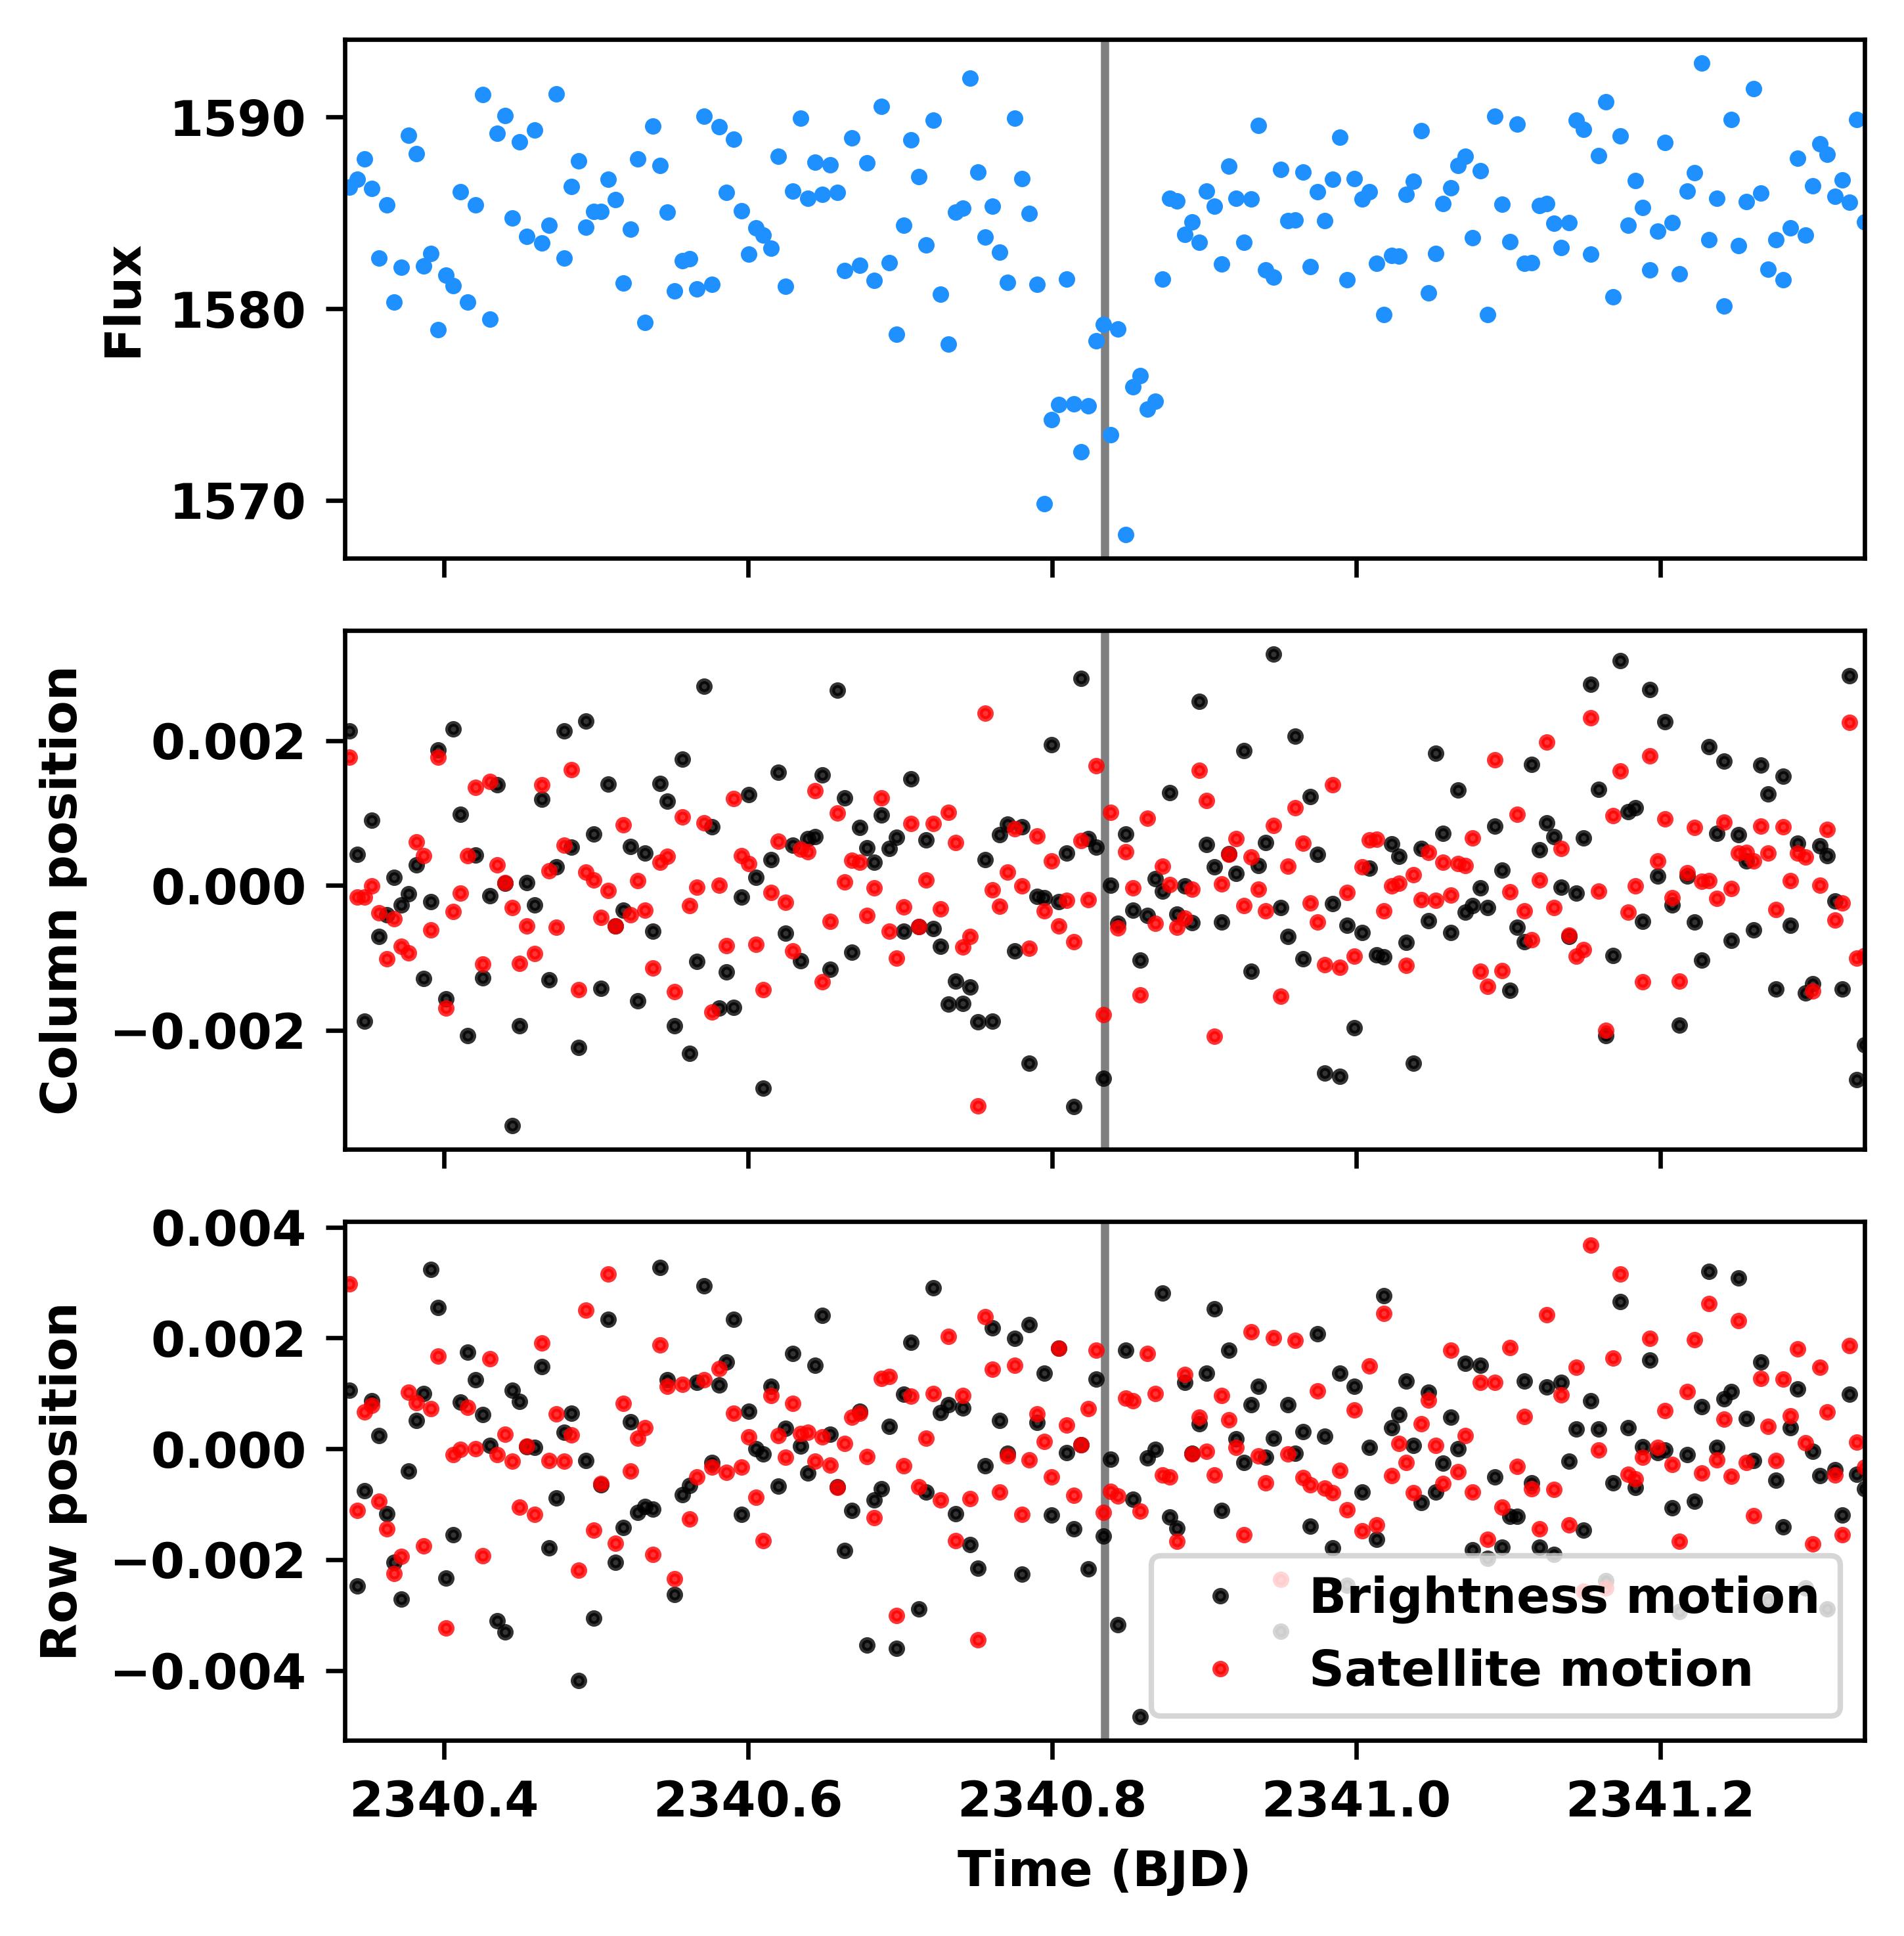 Flux
1590
1580
1570
Column position
0.002
0.000
−0.002
Row position
0.004
0.002
0.000
−0.002
−0.004
Brightness motion
Satellite motion
2340.4 2340.6 2340.8 2341.0 2341.2
Time (BJD)